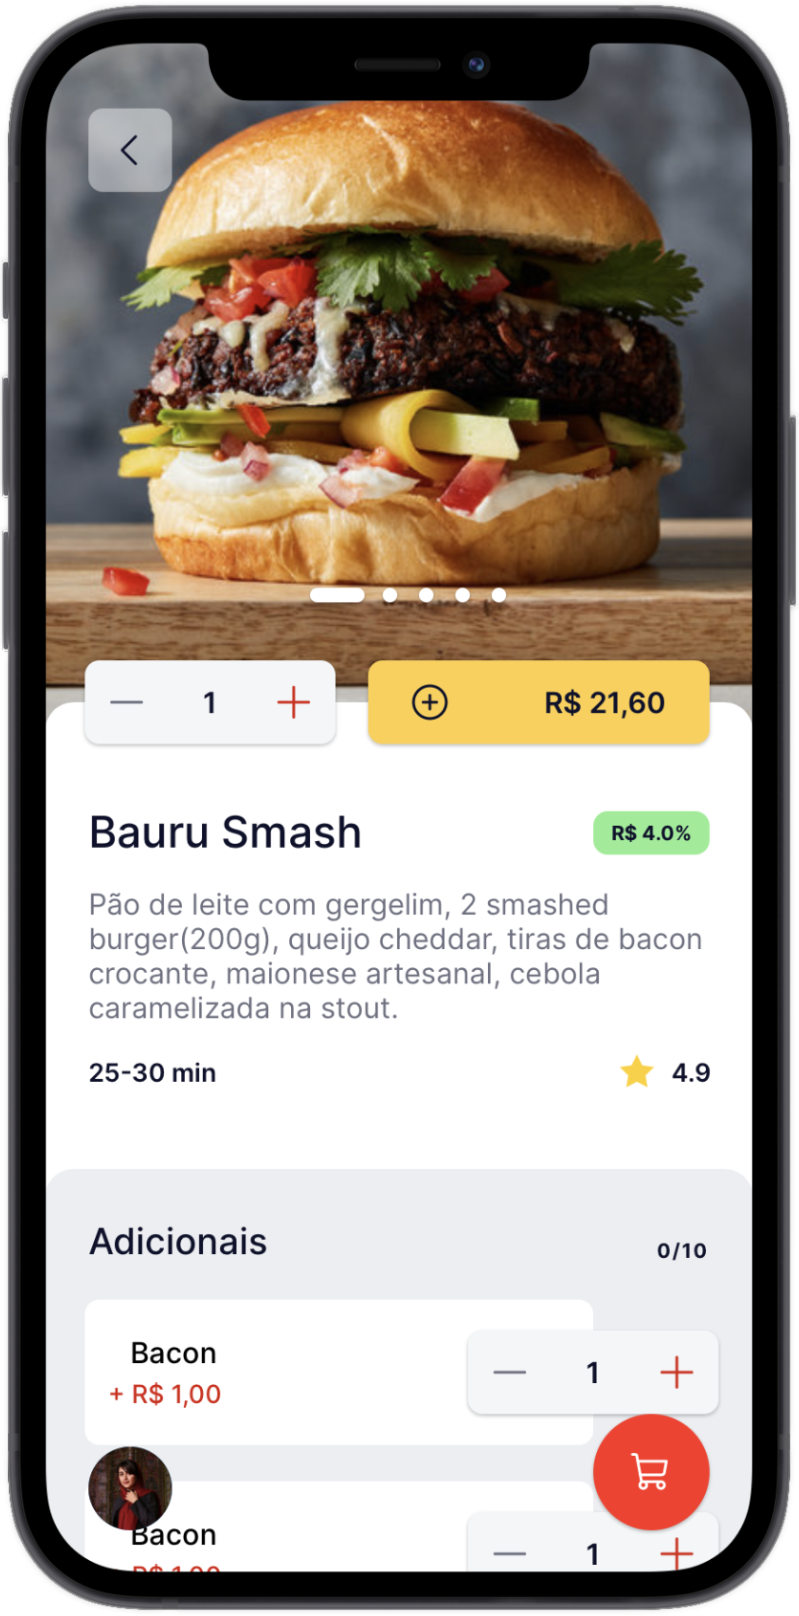 1
R$ 21,60
Bauru Smash
R$ 4.0%
Pão de leite com gergelim, 2 smashed
burger(200g), queijo cheddar, tiras de bacon
crocante, maionese artesanal, cebola
caramelizada na stout.
25-30 min
4.9
Adicionais
0/10
Bacon
+ R$ 1,00
1
Bacon
1
R$ 1,00